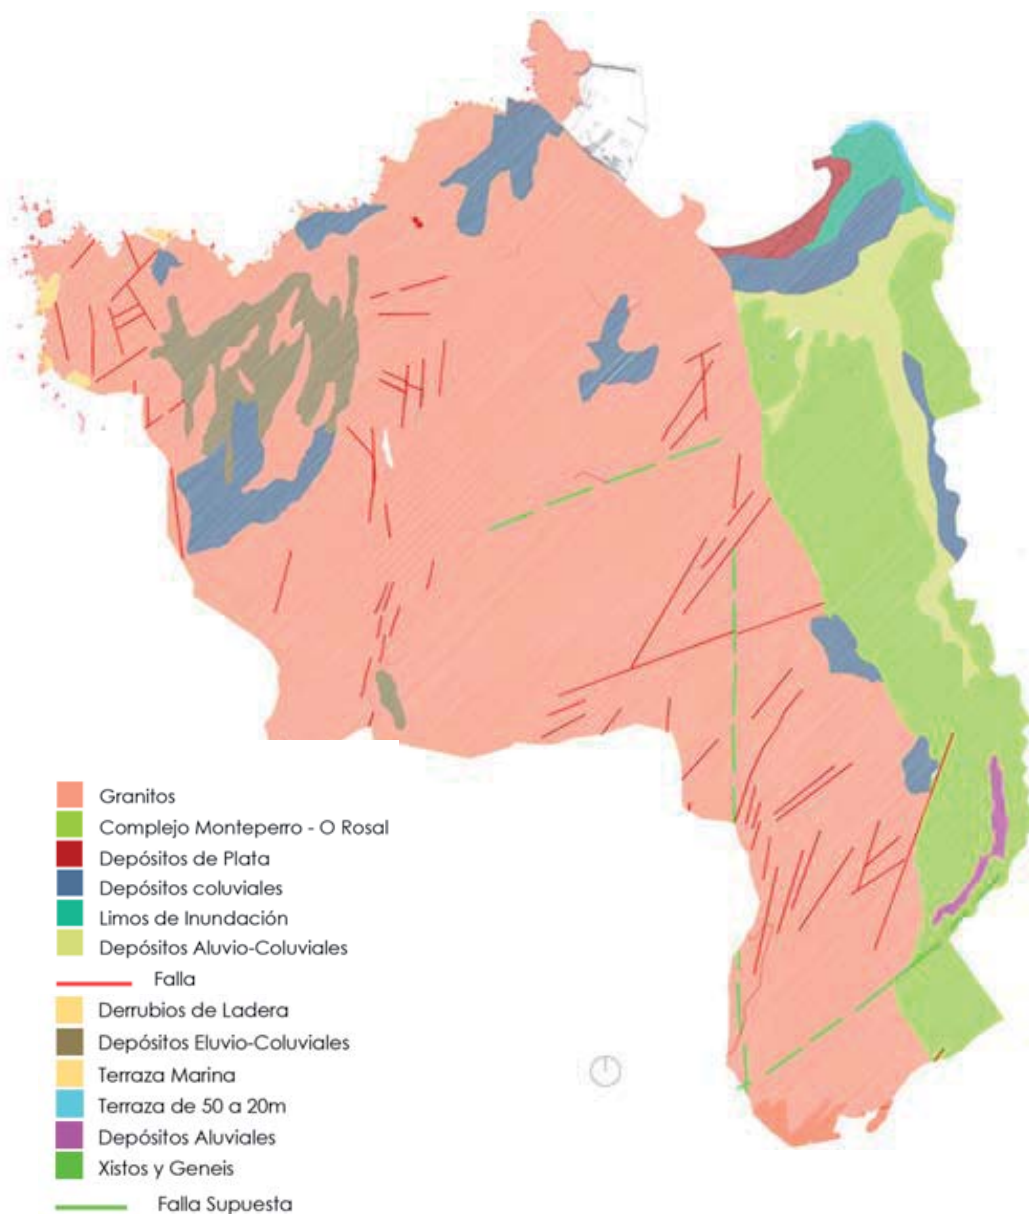 Granitos
Complejo Monteperro - O Rosal
Depósitos de Plata
Depósitos coluviales
Limos de Inundación
Depósitos Aluvio-Coluviales
Falla
Derrubios de Ladera
Depósitos Eluvio-Coluviales
Terraza Marina
Terraza de 50 a 20m
Depósitos Aluviales
Xistos y Geneis
Falla Supuesta